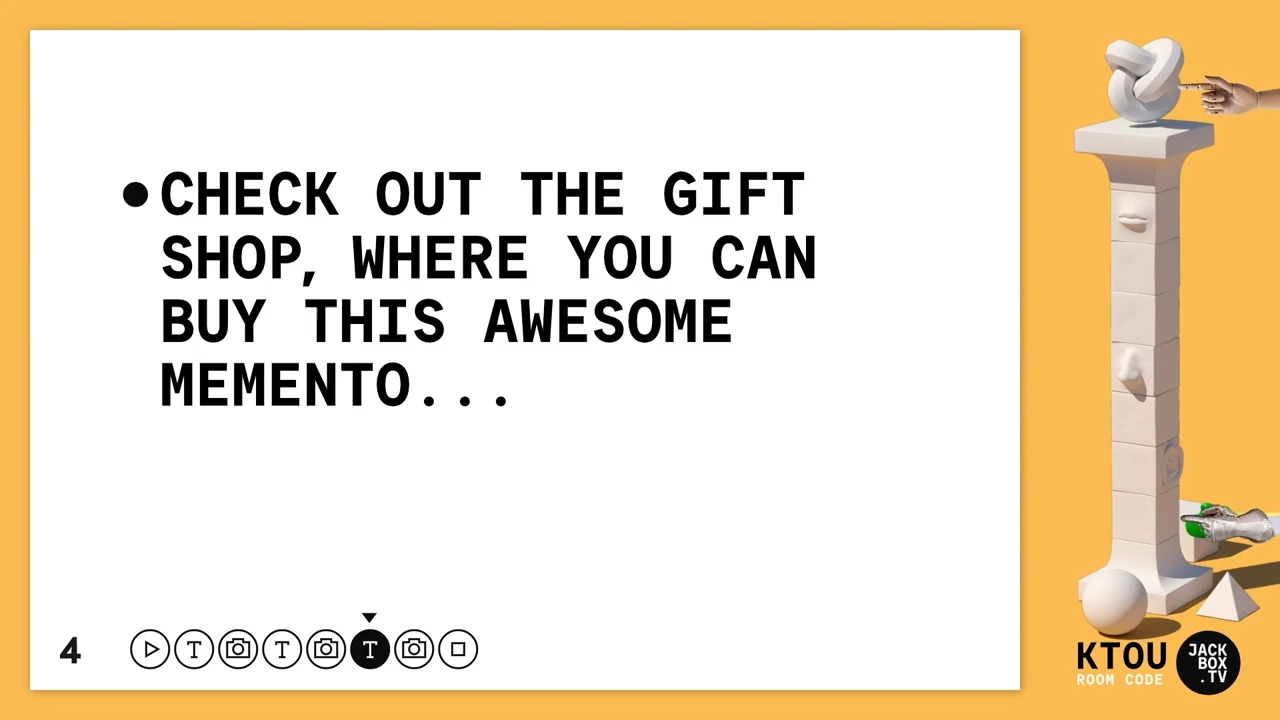 •CHECK OUT THE GIFT
SHOP, WHERE YOU CAN
BUY THIS AWESOME
MEMENTO...
4
T
T
T
KTOU
ROOM CODE
JACK
BOX
.TV